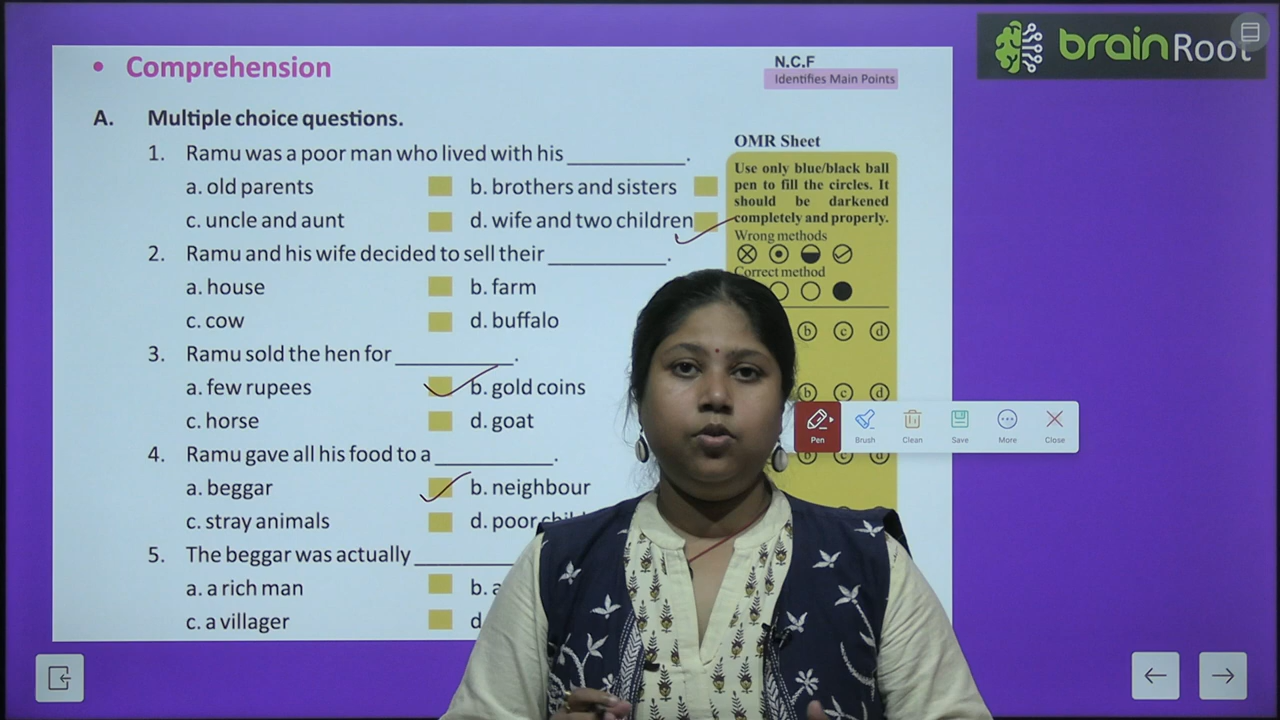 brainRoot
• Comprehension
N.C.F
Identifies Main Points
A. Multiple choice questions.
1. Ramu was a poor man who lived with his ___________.
a. old parents b. brothers and sisters
c. uncle and aunt d. wife and two children
2. Ramu and his wife decided to sell their ___________.
a. house b. farm
c. cow d. buffalo
3. Ramu sold the hen for ___________.
a. few rupees b. gold coins
c. horse d. goat
4. Ramu gave all his food to a ___________.
a. beggar b. neighbour
c. stray animals d. poor
5. The beggar was actually ___________
a. a rich man b.
c. a villager d
OMR Sheet
Use only blue/black ball
pen to fill the circles. It
should be darkened
completely and properly.
Wrong methods
Correct method
b c d
b c d
b c d
Pen Brush Clean Save More Close